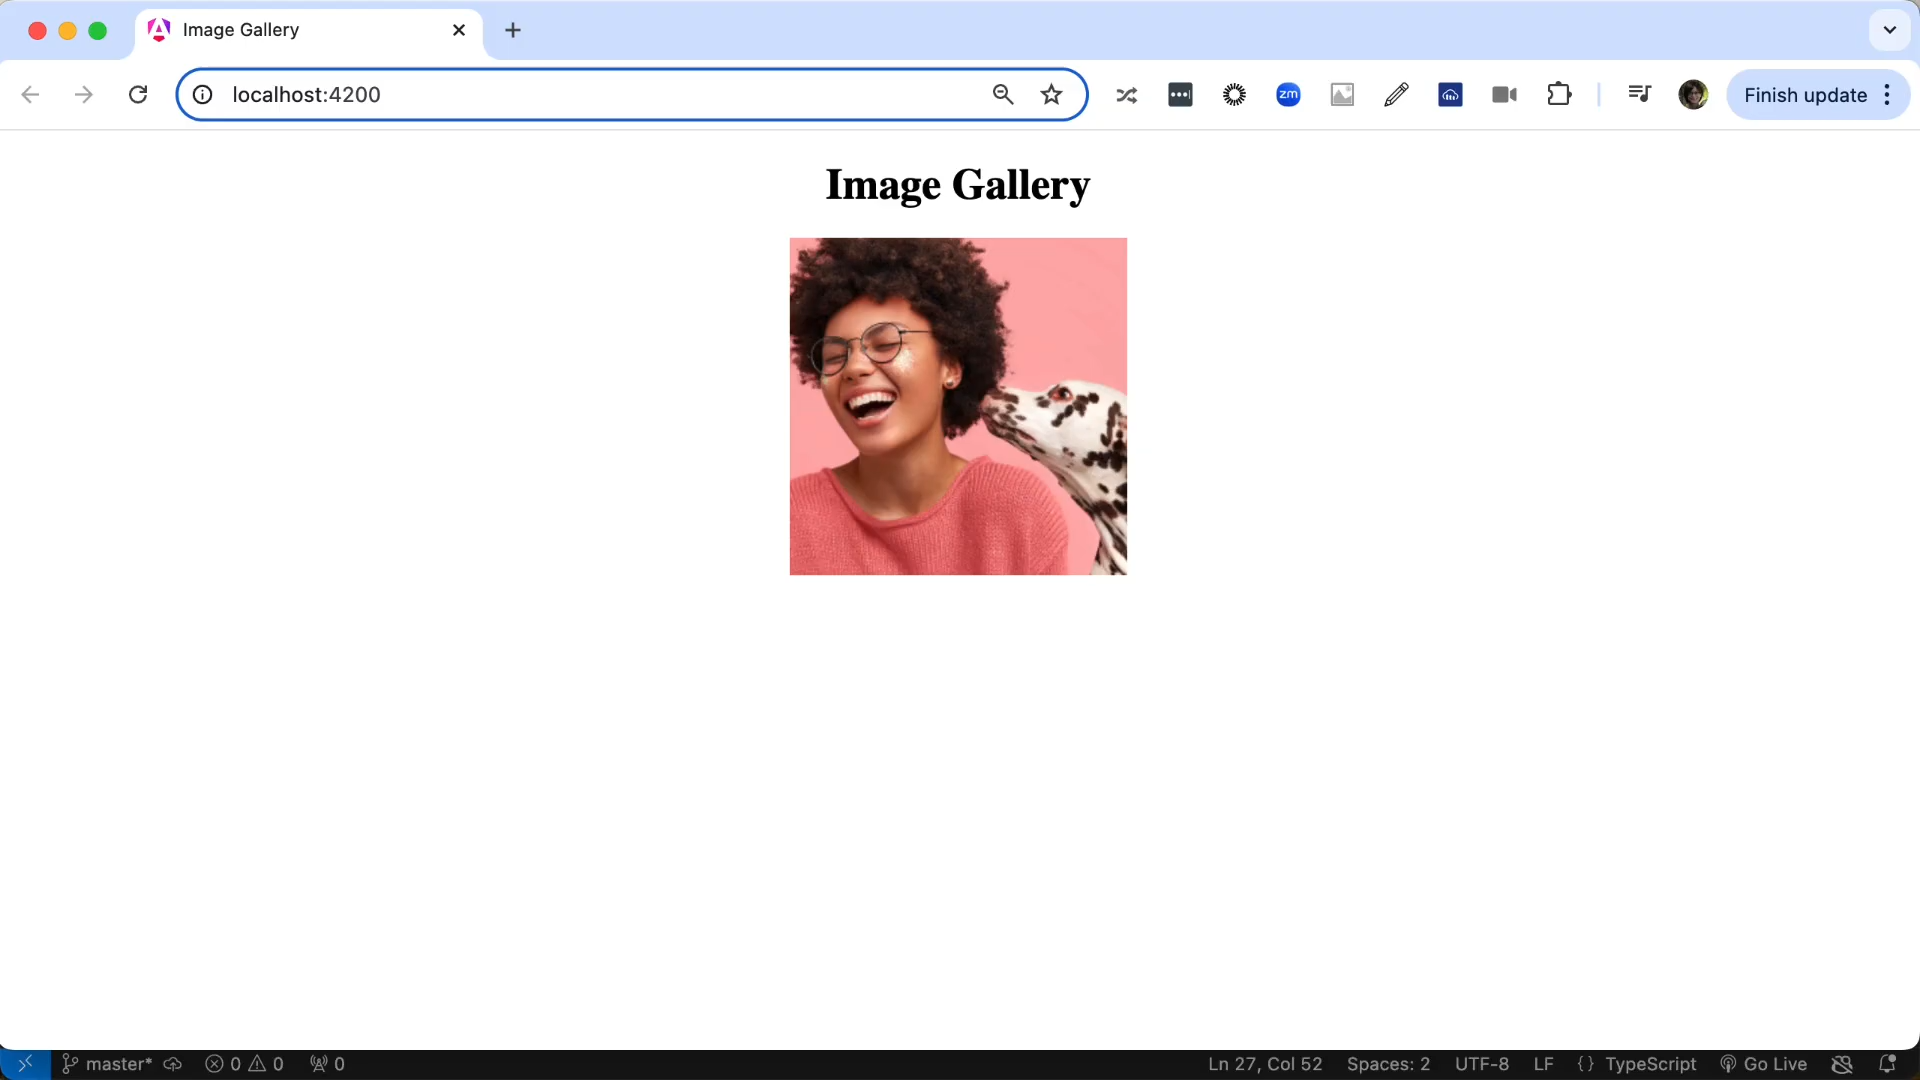 Image Gallery
localhost:4200
zm
Finish update
Image Gallery
master* 0 0 0 Ln 27, Col 52 Spaces: 2 UTF-8 LF {} TypeScript Go Live